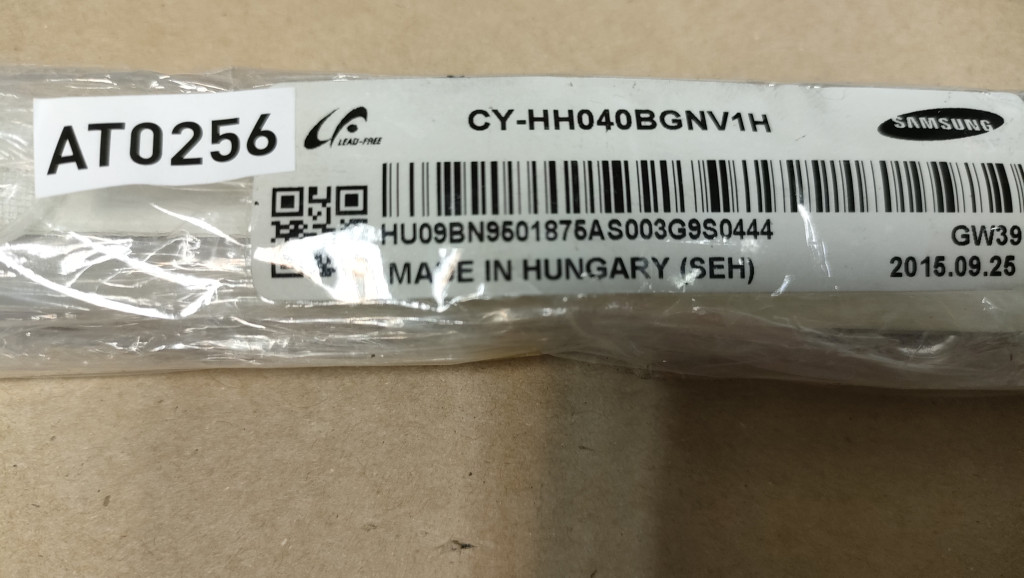 AT0256
LEAD-FREE
CY-HH040BGNV1H
SAMSUNG
HU09BN9501875AS003G9S0444
GW39
MADE IN HUNGARY (SEH)
2015.09.25